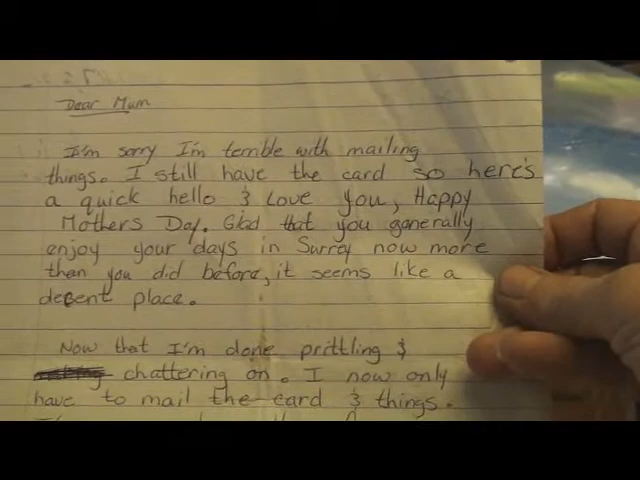 Dear Mum
I'm sorry I'm terrible with mailing
things. I still have the card so here's
a quick hello & Love you, Happy
Mothers Day. Glad that you generally
enjoy your days in Surrey now more
than you did before, it seems like a
decent place.
Now that I'm done prittling &
chattering on. I now only
have to mail the card & things.